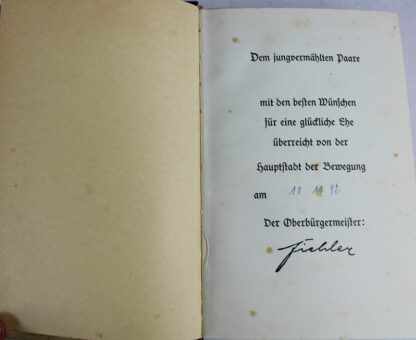 Dem jungvermählten Paare
mit den besten Wünschen
für eine glückliche Ehe
überreicht von der
Hauptstadt der Bewegung
am 10 11 42
Der Oberbürgermeister:
Fiehler